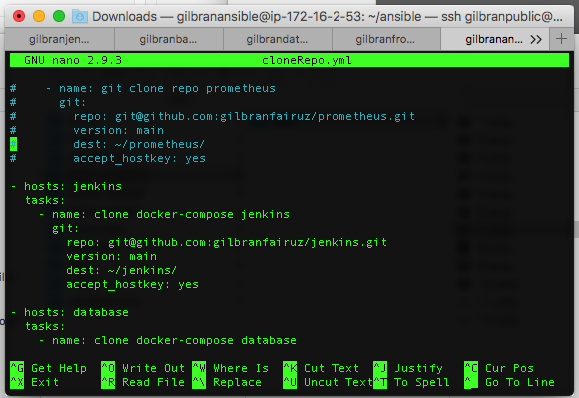 Downloads — gilbranansible@ip-172-16-2-53: ~/ansible — ssh gilbranpublic@...
gilbranjen... gilbranba... gilbrandat... gilbranfro... gilbranan... >> +
GNU nano 2.9.3 cloneRepo.yml
#    - name: git clone repo prometheus
#      git:
#        repo: git@github.com:gilbranfairuz/prometheus.git
#        version: main
#        dest: ~/prometheus/
#        accept_hostkey: yes
- hosts: jenkins
  tasks:
    - name: clone docker-compose jenkins
      git:
        repo: git@github.com:gilbranfairuz/jenkins.git
        version: main
        dest: ~/jenkins/
        accept_hostkey: yes
- hosts: database
  tasks:
    - name: clone docker-compose database
^G Get Help ^O Write Out ^W Where Is ^K Cut Text ^J Justify ^C Cur Pos
^X Exit ^R Read File ^\ Replace ^U Uncut Text ^T To Spell ^_ Go To Line